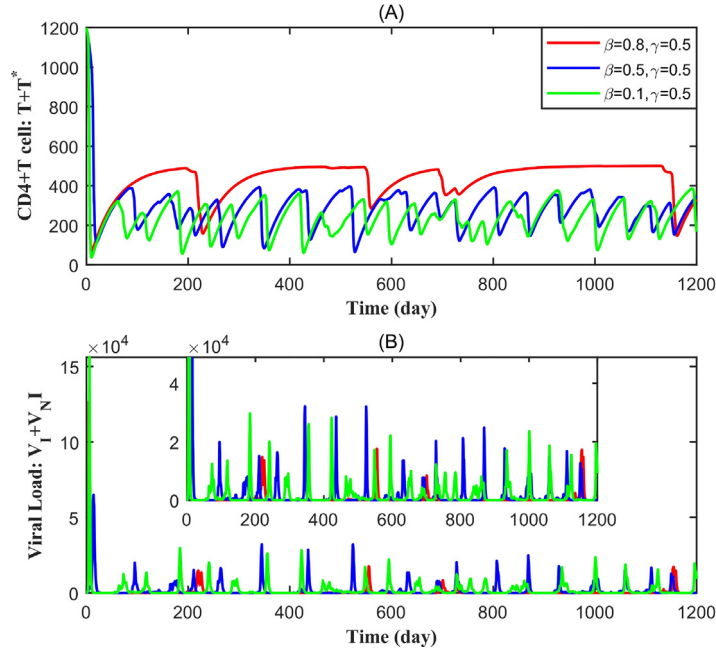 (A)
1200
1000
800
600
400
200
0
CD4+T cell: T+T*
β=0.8,γ=0.5
β=0.5,γ=0.5
β=0.1,γ=0.5
0 200 400 600 800 1000 1200
Time (day)
(B)
×10⁴
15
10
5
0
Viral Load: V_I+V_NI
×10⁴
4
2
0
0 200 400 600 800 1000 1200
0 200 400 600 800 1000 1200
Time (day)